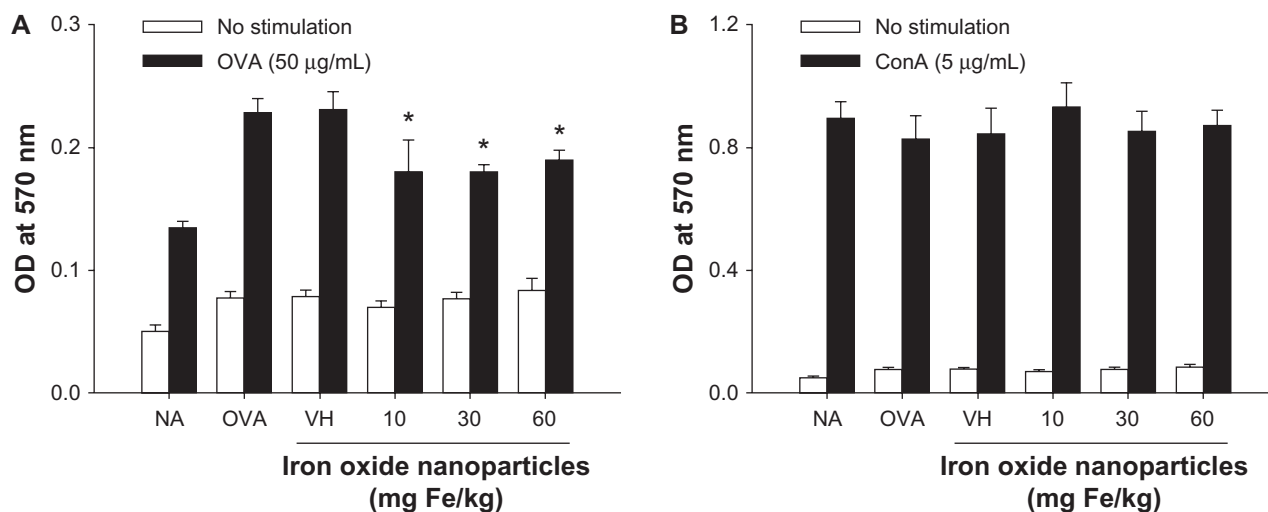 A
No stimulation
OVA (50 μg/mL)
OD at 570 nm
0.3
0.2
0.1
0.0
* * *
NA OVA VH 10 30 60
Iron oxide nanoparticles
(mg Fe/kg)
B
No stimulation
ConA (5 μg/mL)
OD at 570 nm
1.2
0.8
0.4
0.0
NA OVA VH 10 30 60
Iron oxide nanoparticles
(mg Fe/kg)